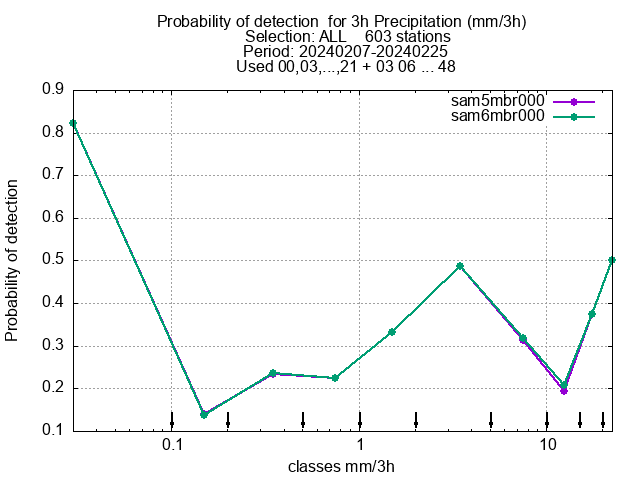 Probability of detection  for 3h Precipitation (mm/3h)
Selection: ALL    603 stations
Period: 20240207-20240225
Used 00,03,...,21 + 03 06 ... 48
sam5mbr000
sam6mbr000
0.9
0.8
0.7
0.6
0.5
0.4
0.3
0.2
0.1
Probability of detection
0.1
1
10
classes mm/3h